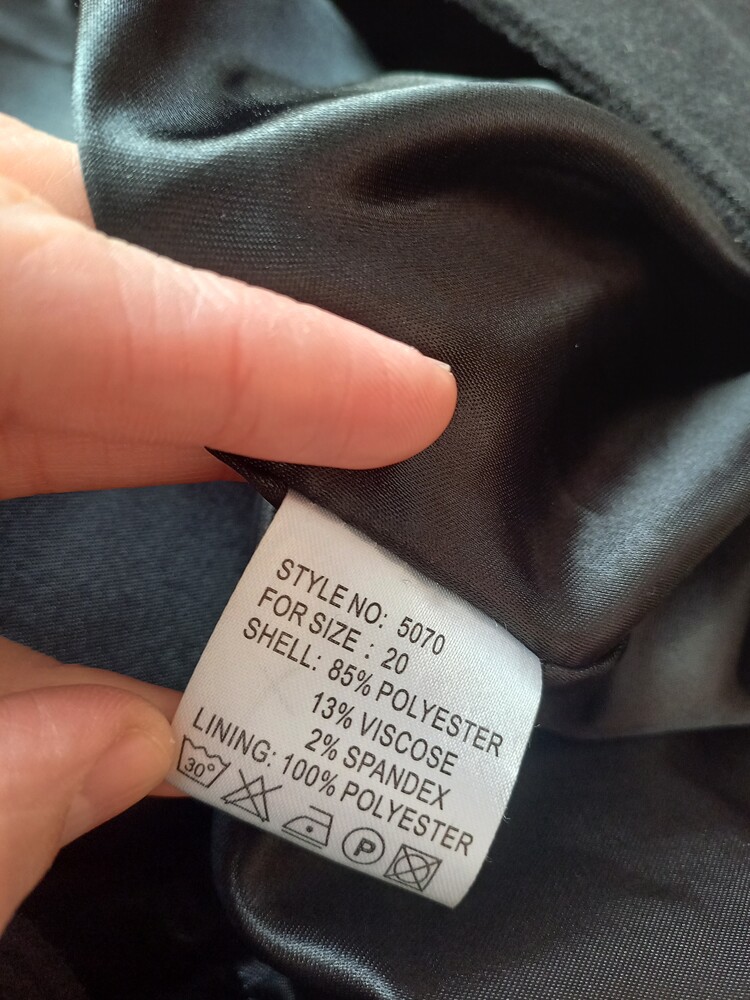 STYLE NO: 5070
FOR SIZE : 20
SHELL: 85% POLYESTER
13% VISCOSE
2% SPANDEX
LINING: 100% POLYESTER
30° P